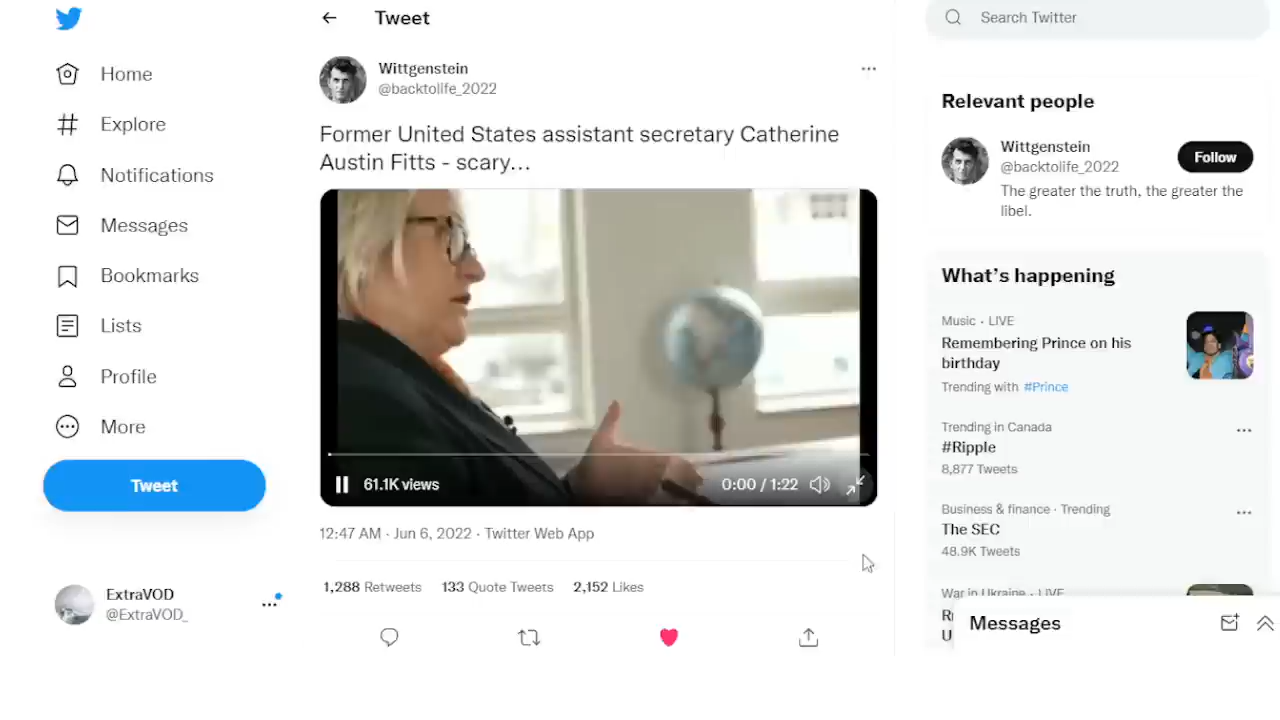 Home
Explore
Notifications
Messages
Bookmarks
Lists
Profile
More
Tweet
ExtraVOD
@ExtraVOD_
Tweet
Wittgenstein
@backtolife_2022
Former United States assistant secretary Catherine
Austin Fitts - scary...
61.1K views
0:00 / 1:22
12:47 AM · Jun 6, 2022 · Twitter Web App
1,288 Retweets 133 Quote Tweets 2,152 Likes
Search Twitter
Relevant people
Wittgenstein
@backtolife_2022
Follow
The greater the truth, the greater the
libel.
What's happening
Music · LIVE
Remembering Prince on his
birthday
Trending with #Prince
Trending in Canada
#Ripple
8,877 Tweets
Business & finance · Trending
The SEC
48.9K Tweets
War in Ukraine · LIVE
Messages